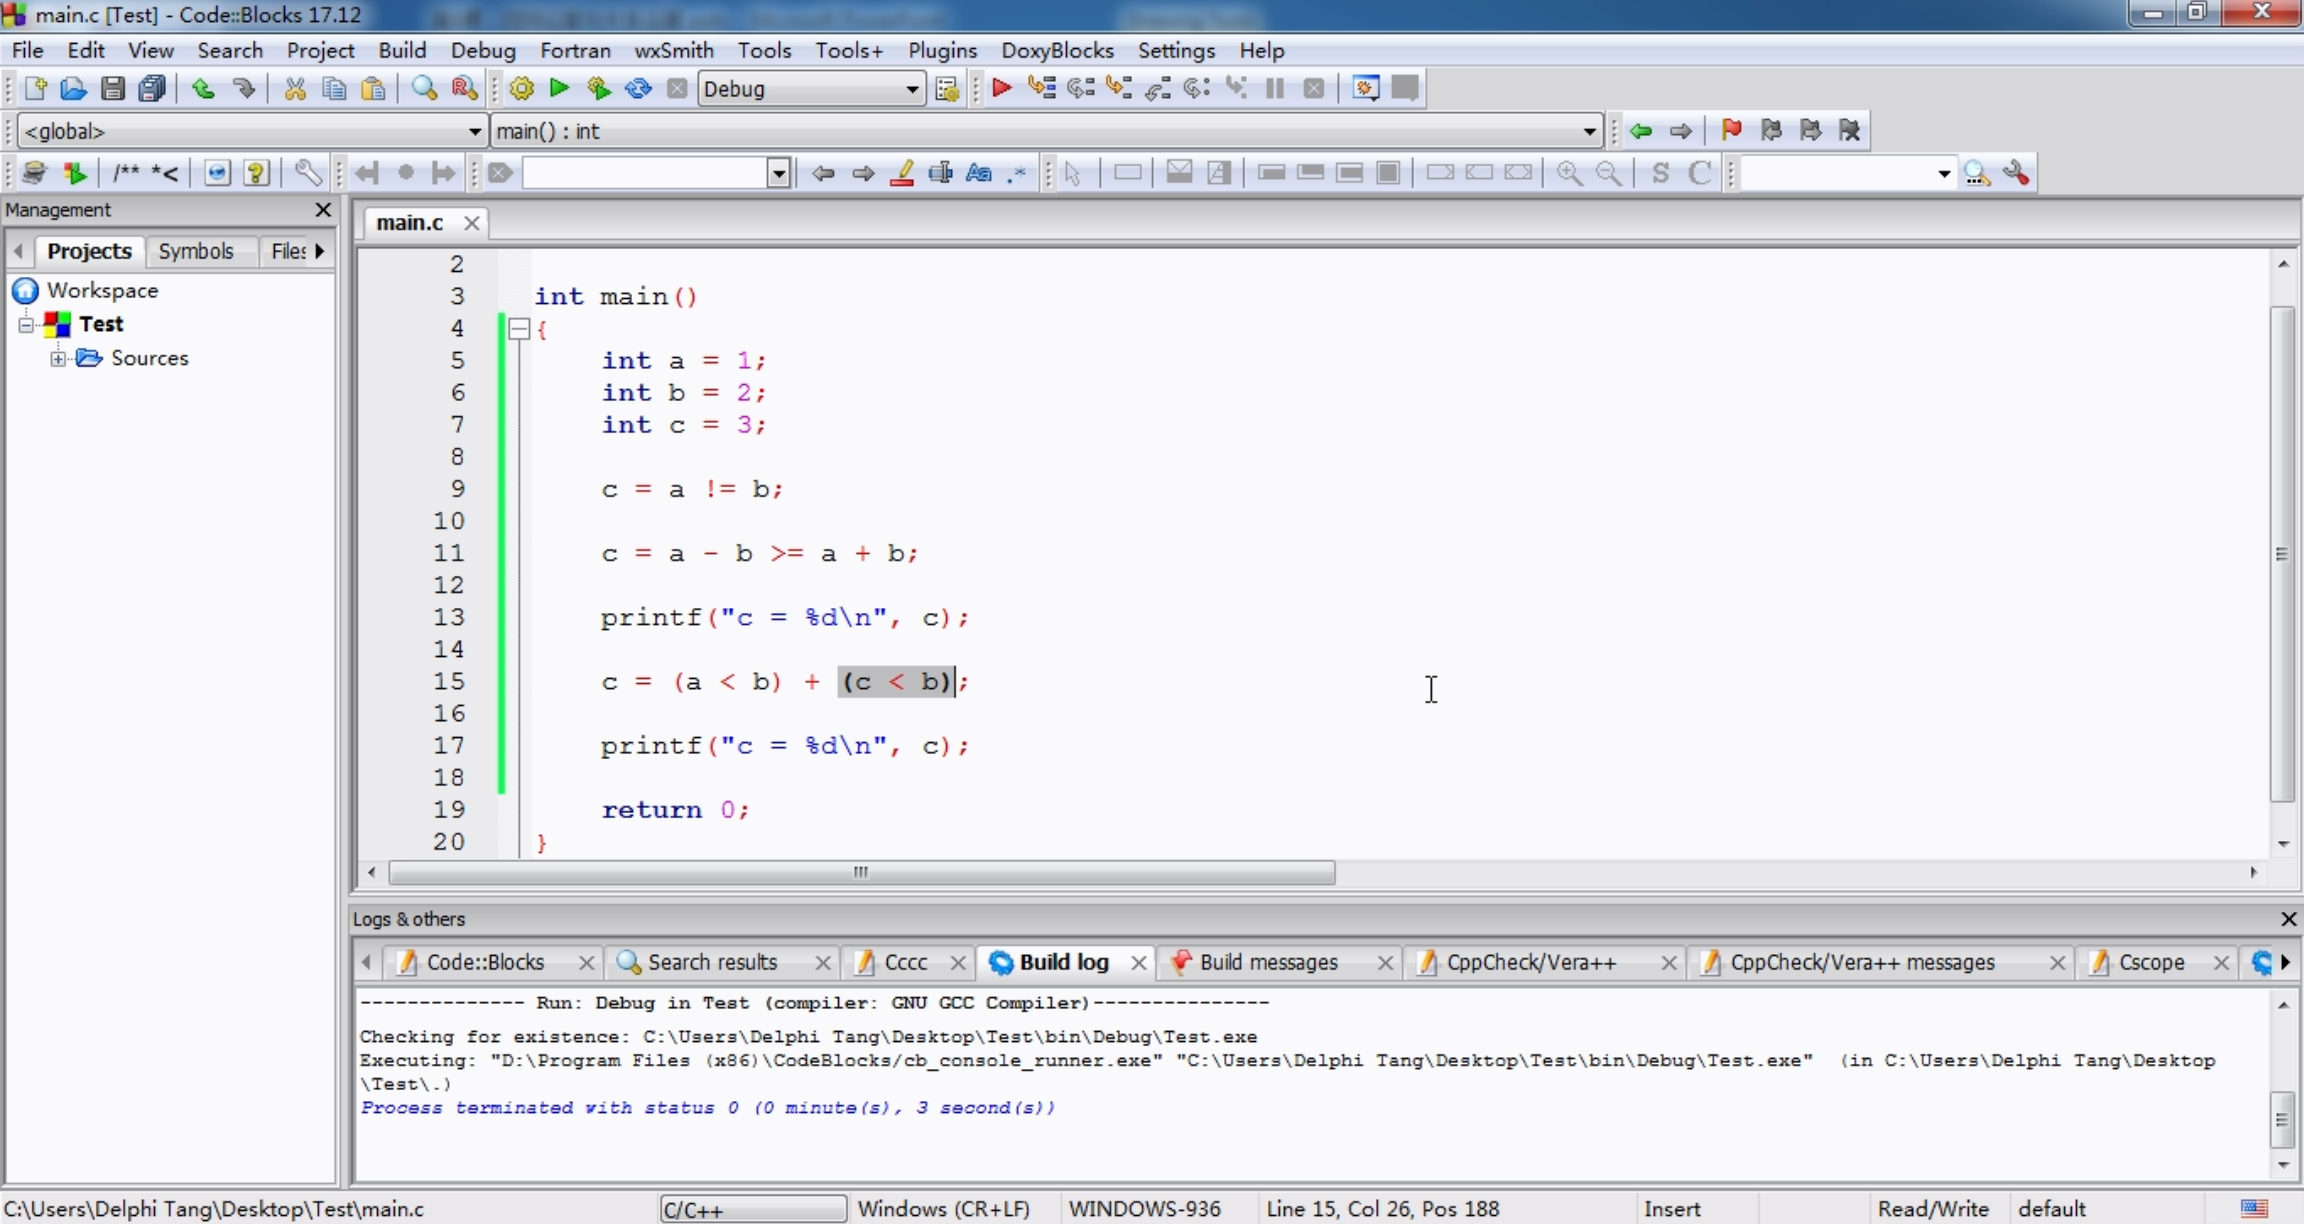 main.c [Test] - Code::Blocks 17.12
File Edit View Search Project Build Debug Fortran wxSmith Tools Tools+ Plugins DoxyBlocks Settings Help
Debug
<global> main() : int
/** *<
S C
Management
main.c
Projects Symbols Files
Workspace
Test
Sources
2
3 int main()
4 {
5 int a = 1;
6 int b = 2;
7 int c = 3;
8
9 c = a != b;
10
11 c = a - b >= a + b;
12
13 printf("c = %d\n", c);
14
15 c = (a < b) + (c < b);
16
17 printf("c = %d\n", c);
18
19 return 0;
20 }
Logs & others
Code::Blocks Search results Cccc Build log Build messages CppCheck/Vera++ CppCheck/Vera++ messages Cscope
-------------- Run: Debug in Test (compiler: GNU GCC Compiler)---------------
Checking for existence: C:\Users\Delphi Tang\Desktop\Test\bin\Debug\Test.exe
Executing: "D:\Program Files (x86)\CodeBlocks/cb_console_runner.exe" "C:\Users\Delphi Tang\Desktop\Test\bin\Debug\Test.exe" (in C:\Users\Delphi Tang\Desktop
\Test\.)
Process terminated with status 0 (0 minute(s), 3 second(s))
C:\Users\Delphi Tang\Desktop\Test\main.c C/C++ Windows (CR+LF) WINDOWS-936 Line 15, Col 26, Pos 188 Insert Read/Write default